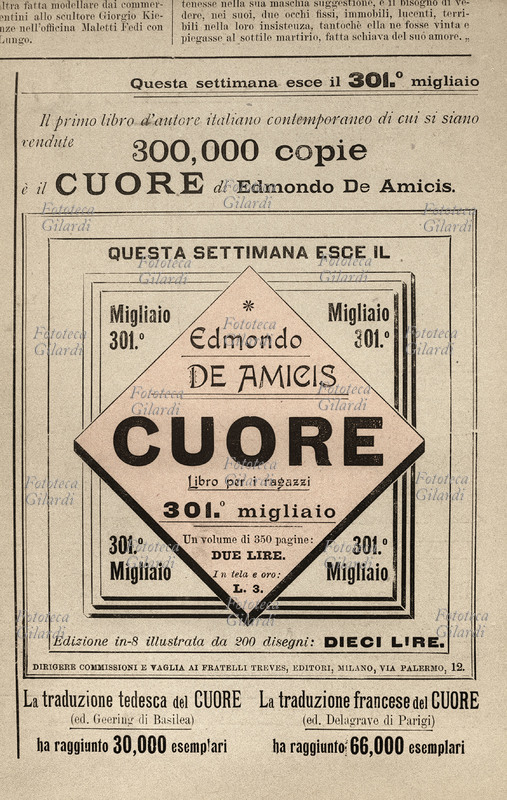 ltra fatta modellare dai commer-
entini allo scultore Giorgio Kie-
nze nell'officina Maletti Fedi con
Lungo.
tenesse nella sua maschia suggestione, e il bisogno di ve-
dere, nei suoi, due occhi fissi, immobili, lucenti, terri-
bili nella loro insistenza, tantochè ella ne fosse vinta e
piegasse al sottile martirio, fatta schiava del suo amore. „
Questa settimana esce il 301.º migliaio
Il primo libro d'autore italiano contemporaneo di cui si siano
vendute
300,000 copie
è il CUORE di Edmondo De Amicis.
QUESTA SETTIMANA ESCE IL
Migliaio
301.º
Migliaio
301.º
*
Edmondo
DE AMICIS
CUORE
Libro per i ragazzi
301.º migliaio
Un volume di 350 pagine:
DUE LIRE.
In tela e oro:
L. 3.
301.º
Migliaio
301.º
Migliaio
Edizione in-8 illustrata da 200 disegni: DIECI LIRE.
DIRIGERE COMMISSIONI E VAGLIA AI FRATELLI TREVES, EDITORI, MILANO, VIA PALERMO, 12.
La traduzione tedesca del CUORE
(ed. Geering di Basilea)
ha raggiunto 30,000 esemplari
La traduzione francese del CUORE
(ed. Delagrave di Parigi)
ha raggiunto 66,000 esemplari
Fototeca
Gilardi